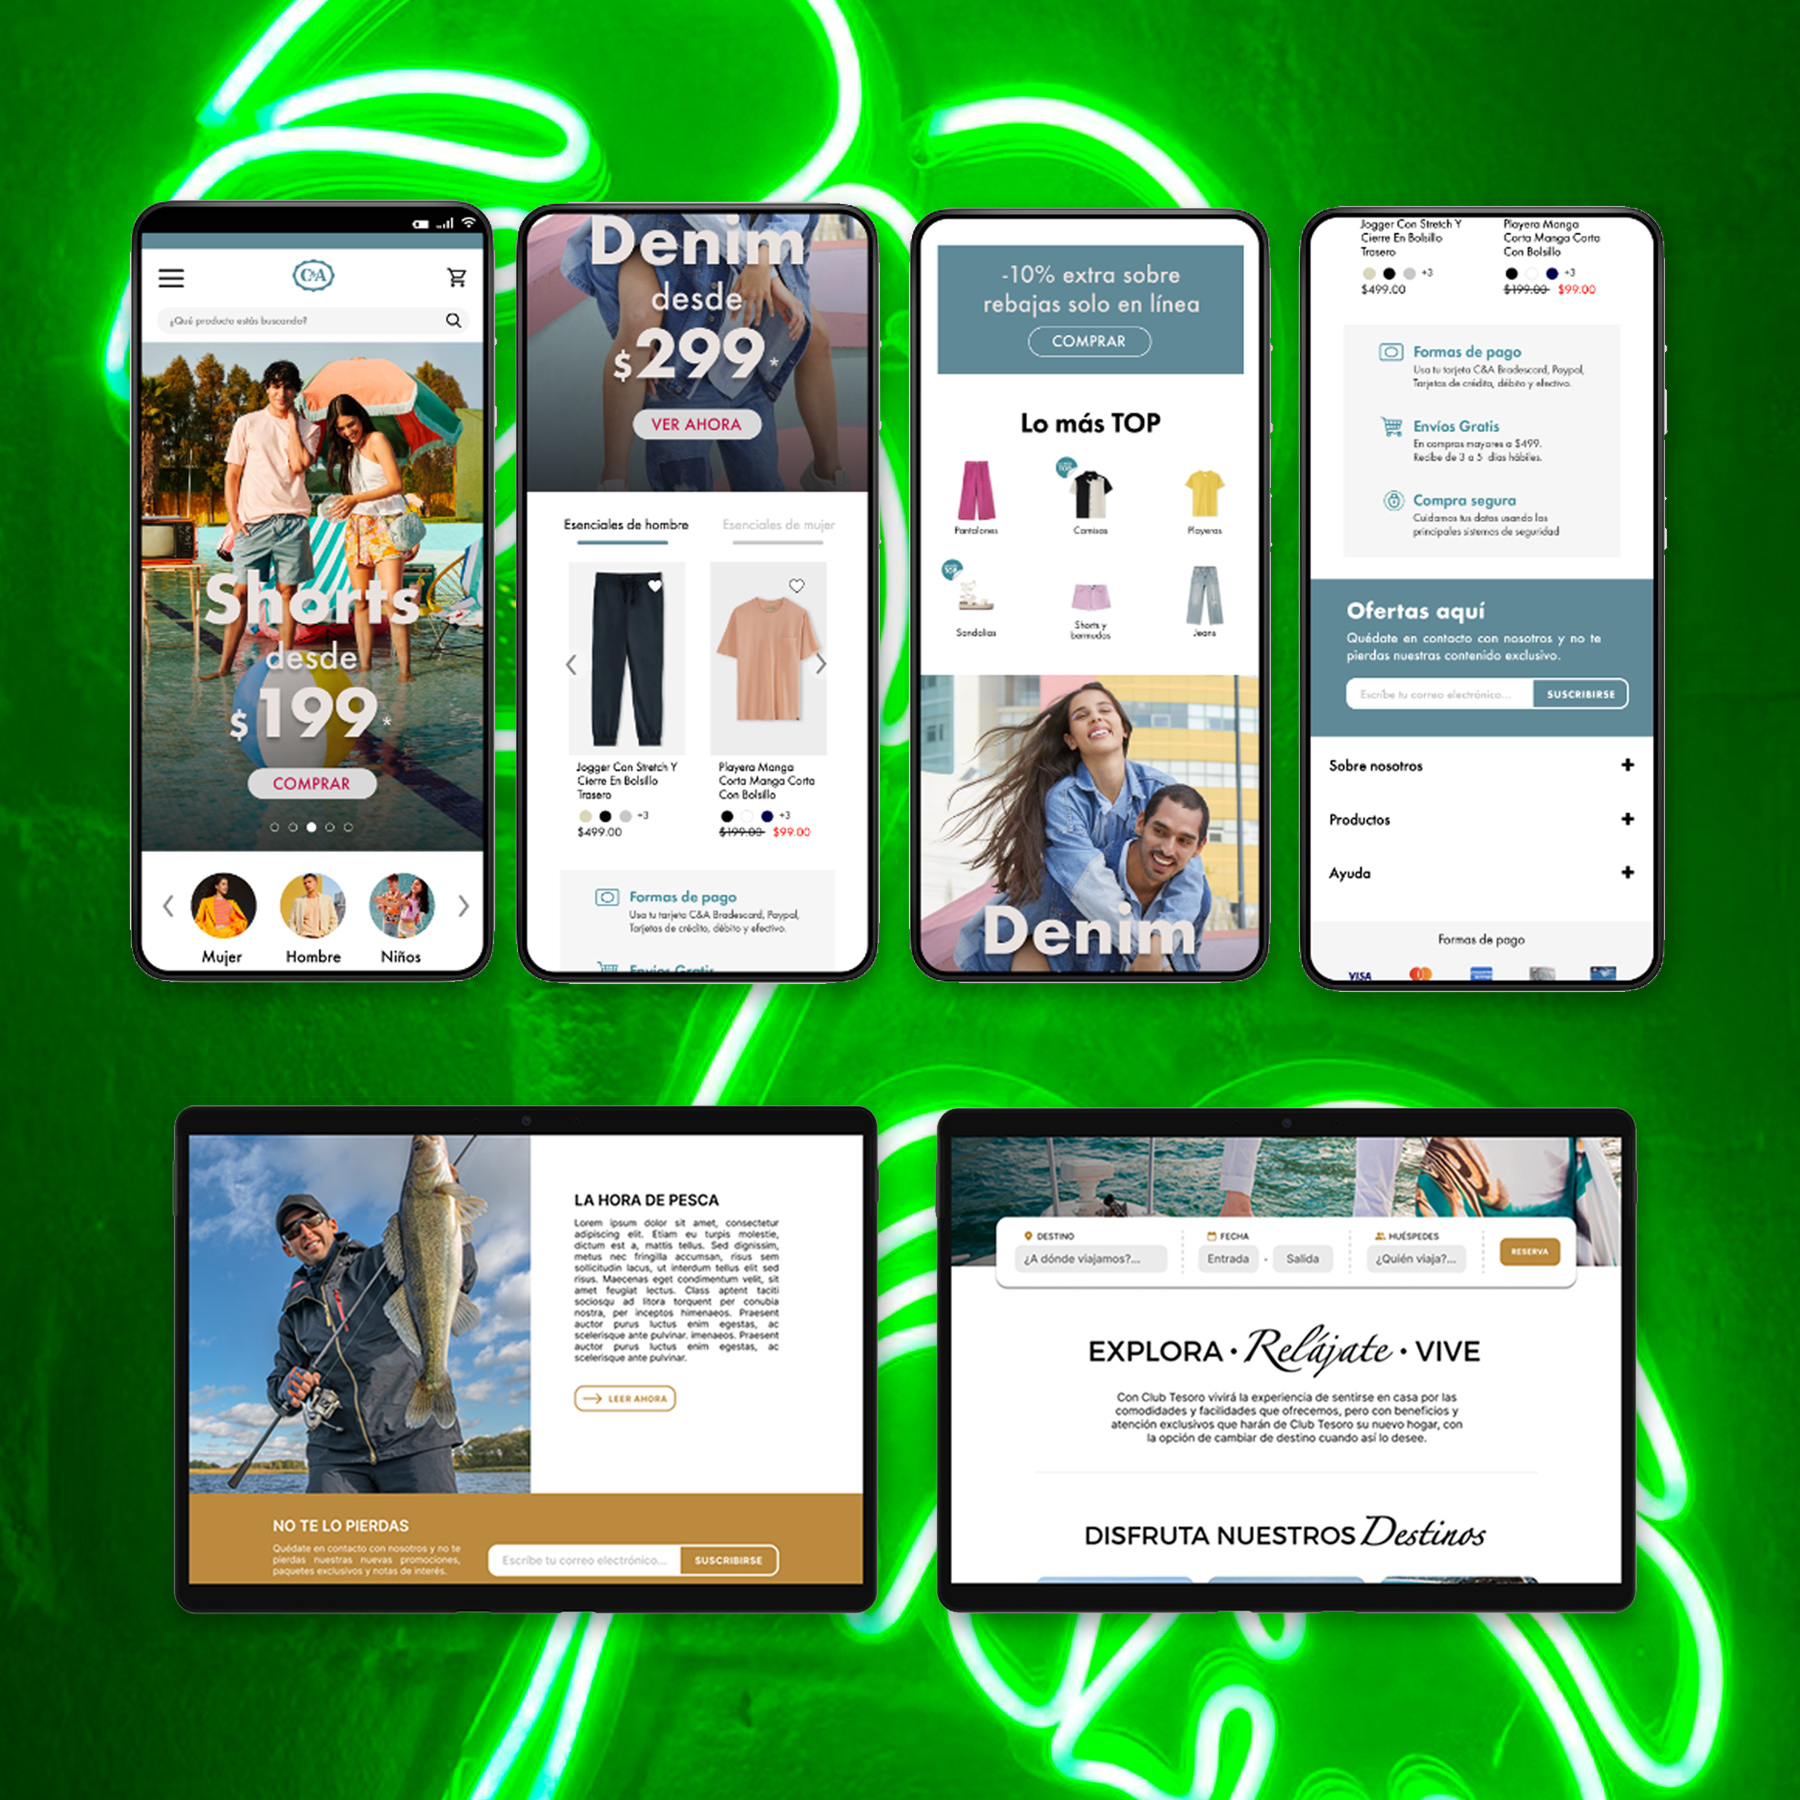 C&A
¿Qué producto estás buscando?
Shorts
desde
$199*
COMPRAR
Mujer
Hombre
Niños
Denim
desde
$299*
VER AHORA
Esenciales de hombre
Esenciales de mujer
Jogger Con Stretch Y
Cierre En Bolsillo
Trasero
+3
$499.00
Playera Manga
Corta Manga Corta
Con Bolsillo
+3
$199.00 $99.00
Formas de pago
Usa tu tarjeta C&A Bradescard, Paypal,
Tarjetas de crédito, débito y efectivo.
Envíos Gratis
-10% extra sobre
rebajas solo en línea
COMPRAR
Lo más TOP
Pantalones
TOP
Camisas
Playeras
TOP
Sandalias
Shorts y
bermudas
Jeans
Denim
Jogger Con Stretch Y
Cierre En Bolsillo
Trasero
+3
$499.00
Playera Manga
Corta Manga Corta
Con Bolsillo
+3
$199.00 $99.00
Formas de pago
Usa tu tarjeta C&A Bradescard, Paypal,
Tarjetas de crédito, débito y efectivo.
Envíos Gratis
En compras mayores a $499.
Recibe de 3 a 5 días hábiles.
Compra segura
Cuidamos tus datos usando los
principales sistemas de seguridad
Ofertas aquí
Quédate en contacto con nosotros y no te
pierdas nuestras contenido exclusivo.
Escribe tu correo electrónico...
SUSCRIBIRSE
Sobre nosotros +
Productos +
Ayuda +
Formas de pago
VISA
LA HORA DE PESCA
Lorem ipsum dolor sit amet, consectetur
adipiscing elit. Etiam eu turpis molestie,
dictum est a, mattis tellus. Sed dignissim,
metus nec fringilla accumsan, risus sem
sollicitudin lacus, ut interdum tellus elit sed
risus. Maecenas eget condimentum velit, sit
amet feugiat lectus. Class aptent taciti
sociosqu ad litora torquent per conubia
nostra, per inceptos himenaeos. Praesent
auctor purus luctus enim egestas, ac
scelerisque ante pulvinar. imenaeos. Praesent
auctor purus luctus enim egestas, ac
scelerisque ante pulvinar.
LEER AHORA
NO TE LO PIERDAS
Quédate en contacto con nosotros y no te
pierdas nuestras nuevas promociones,
paquetes exclusivos y notas de interés.
Escribe tu correo electrónico...
SUSCRIBIRSE
DESTINO
¿A dónde viajamos?...
FECHA
Entrada - Salida
HUÉSPEDES
¿Quién viaja?...
RESERVA
EXPLORA • Relájate • VIVE
Con Club Tesoro vivirá la experiencia de sentirse en casa por las
comodidades y facilidades que ofrecemos, pero con beneficios y
atención exclusivos que harán de Club Tesoro su nuevo hogar, con
la opción de cambiar de destino cuando así lo desee.
DISFRUTA NUESTROS Destinos